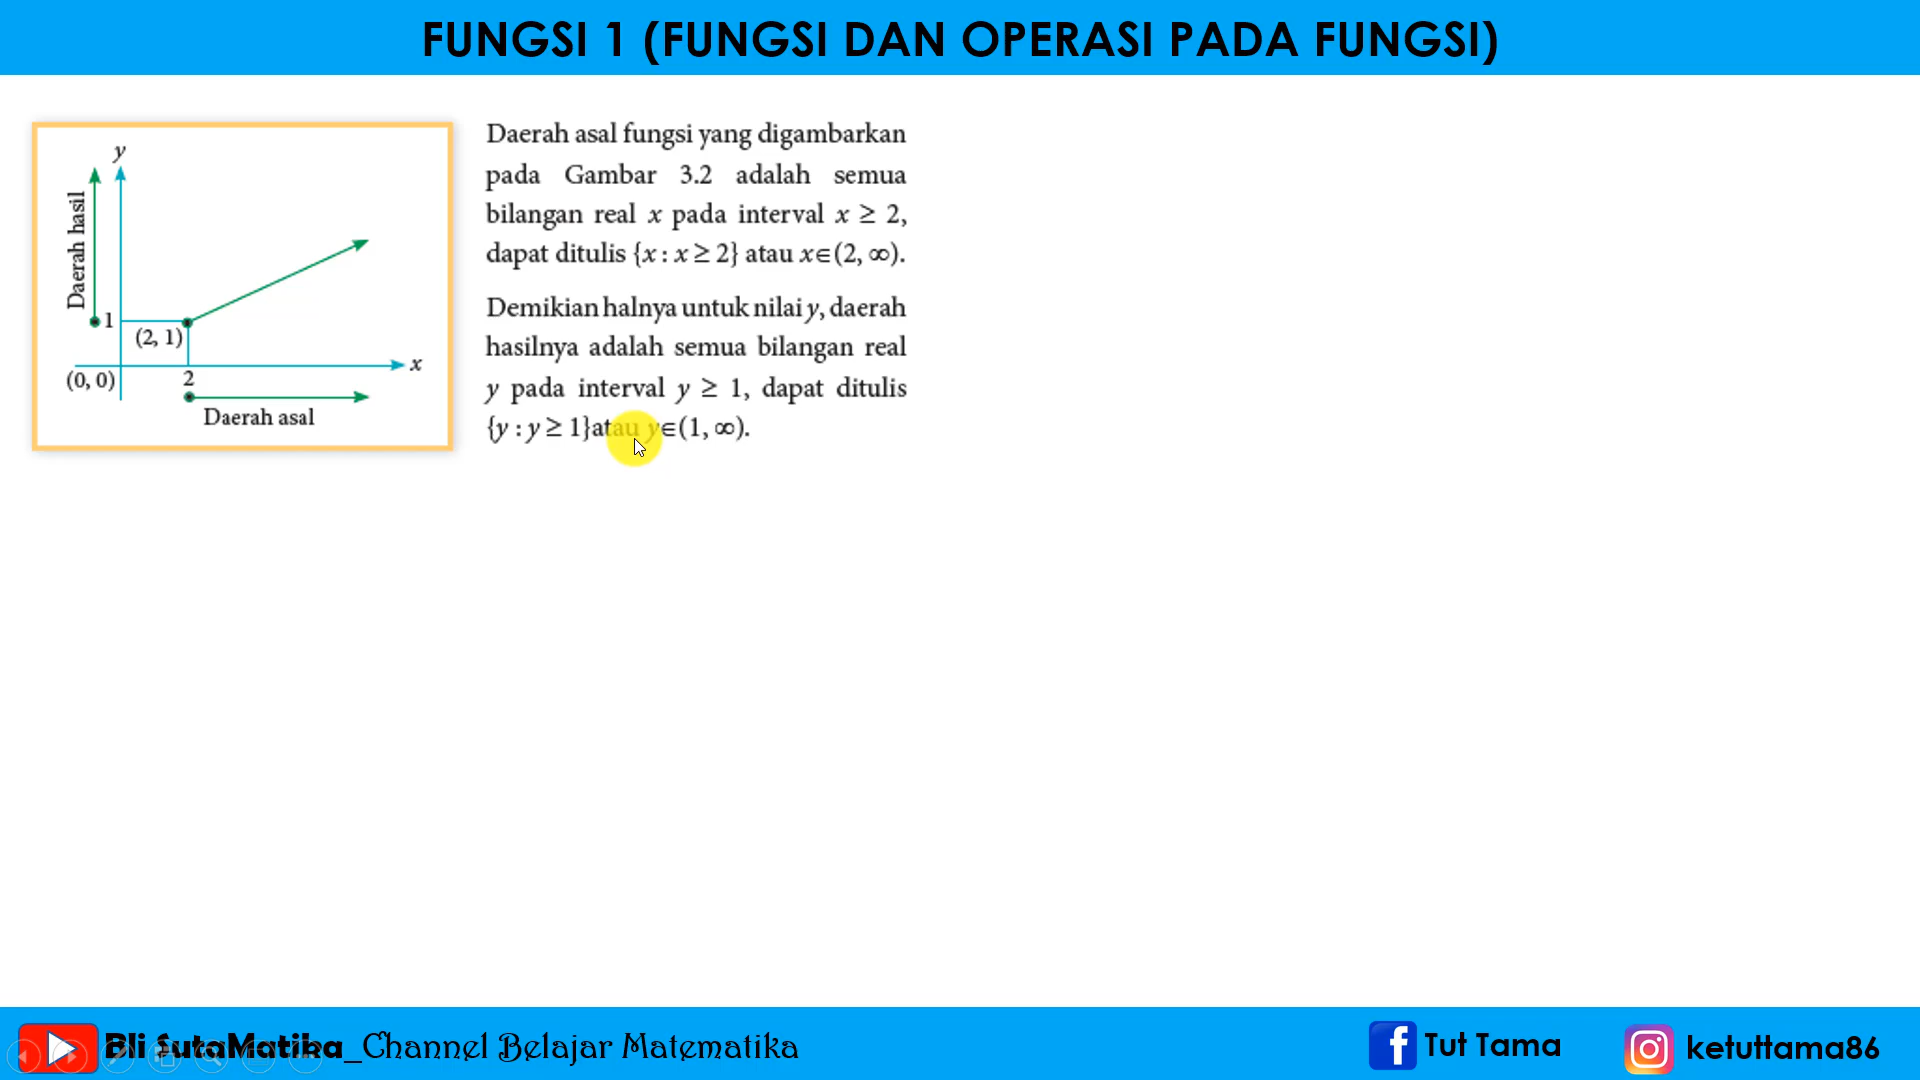 FUNGSI 1 (FUNGSI DAN OPERASI PADA FUNGSI)
y
Daerah hasil
1
(2, 1)
x
(0, 0)
2
Daerah asal
Daerah asal fungsi yang digambarkan
pada Gambar 3.2 adalah semua
bilangan real x pada interval x ≥ 2,
dapat ditulis {x : x ≥ 2} atau x∈(2, ∞).
Demikian halnya untuk nilai y, daerah
hasilnya adalah semua bilangan real
y pada interval y ≥ 1, dapat ditulis
{y : y ≥ 1}atau y∈(1, ∞).
Bli SutaMatika_Channel Belajar Matematika
Tut Tama
ketuttama86